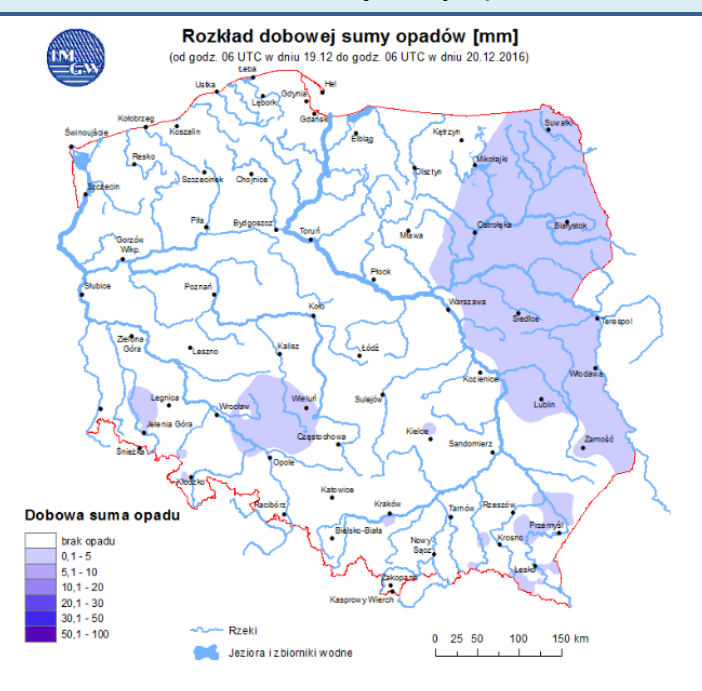 Rozkład dobowej sumy opadów [mm]
(od godz. 06 UTC w dniu 19.12 do godz. 06 UTC w dniu 20.12.2016)
IM
GW
Łeba
Hel
Ustka
Gdynia
Lębork
Kołobrzeg
Gdańsk
Suwałki
Świnoujście
Koszalin
Elbląg
Kętrzyn
Resko
Mikołajki
Szczecinek
Chojnice
Olsztyn
Szczecin
Piła
Bydgoszcz
Toruń
Mława
Ostrołęka
Białystok
Gorzów
Wlkp.
Płock
Słubice
Poznań
Koło
Warszawa
Siedlce
Terespol
Zielona
Góra
Leszno
Kalisz
Łódź
Kozienice
Włodawa
Legnica
Wrocław
Wieluń
Sulejów
Lublin
Jelenia Góra
Częstochowa
Kielce
Sandomierz
Zamość
Śnieżka
Opole
Kłodzko
Katowice
Racibórz
Kraków
Tarnów
Rzeszów
Przemyśl
Bielsko-Biała
Nowy
Sącz
Krosno
Lesko
Zakopane
Kasprowy Wierch
Dobowa suma opadu
brak opadu
0,1 - 5
5,1 - 10
10,1 - 20
20,1 - 30
30,1 - 50
50,1 - 100
Rzeki
Jeziora i zbiorniki wodne
0 25 50 100 150 km